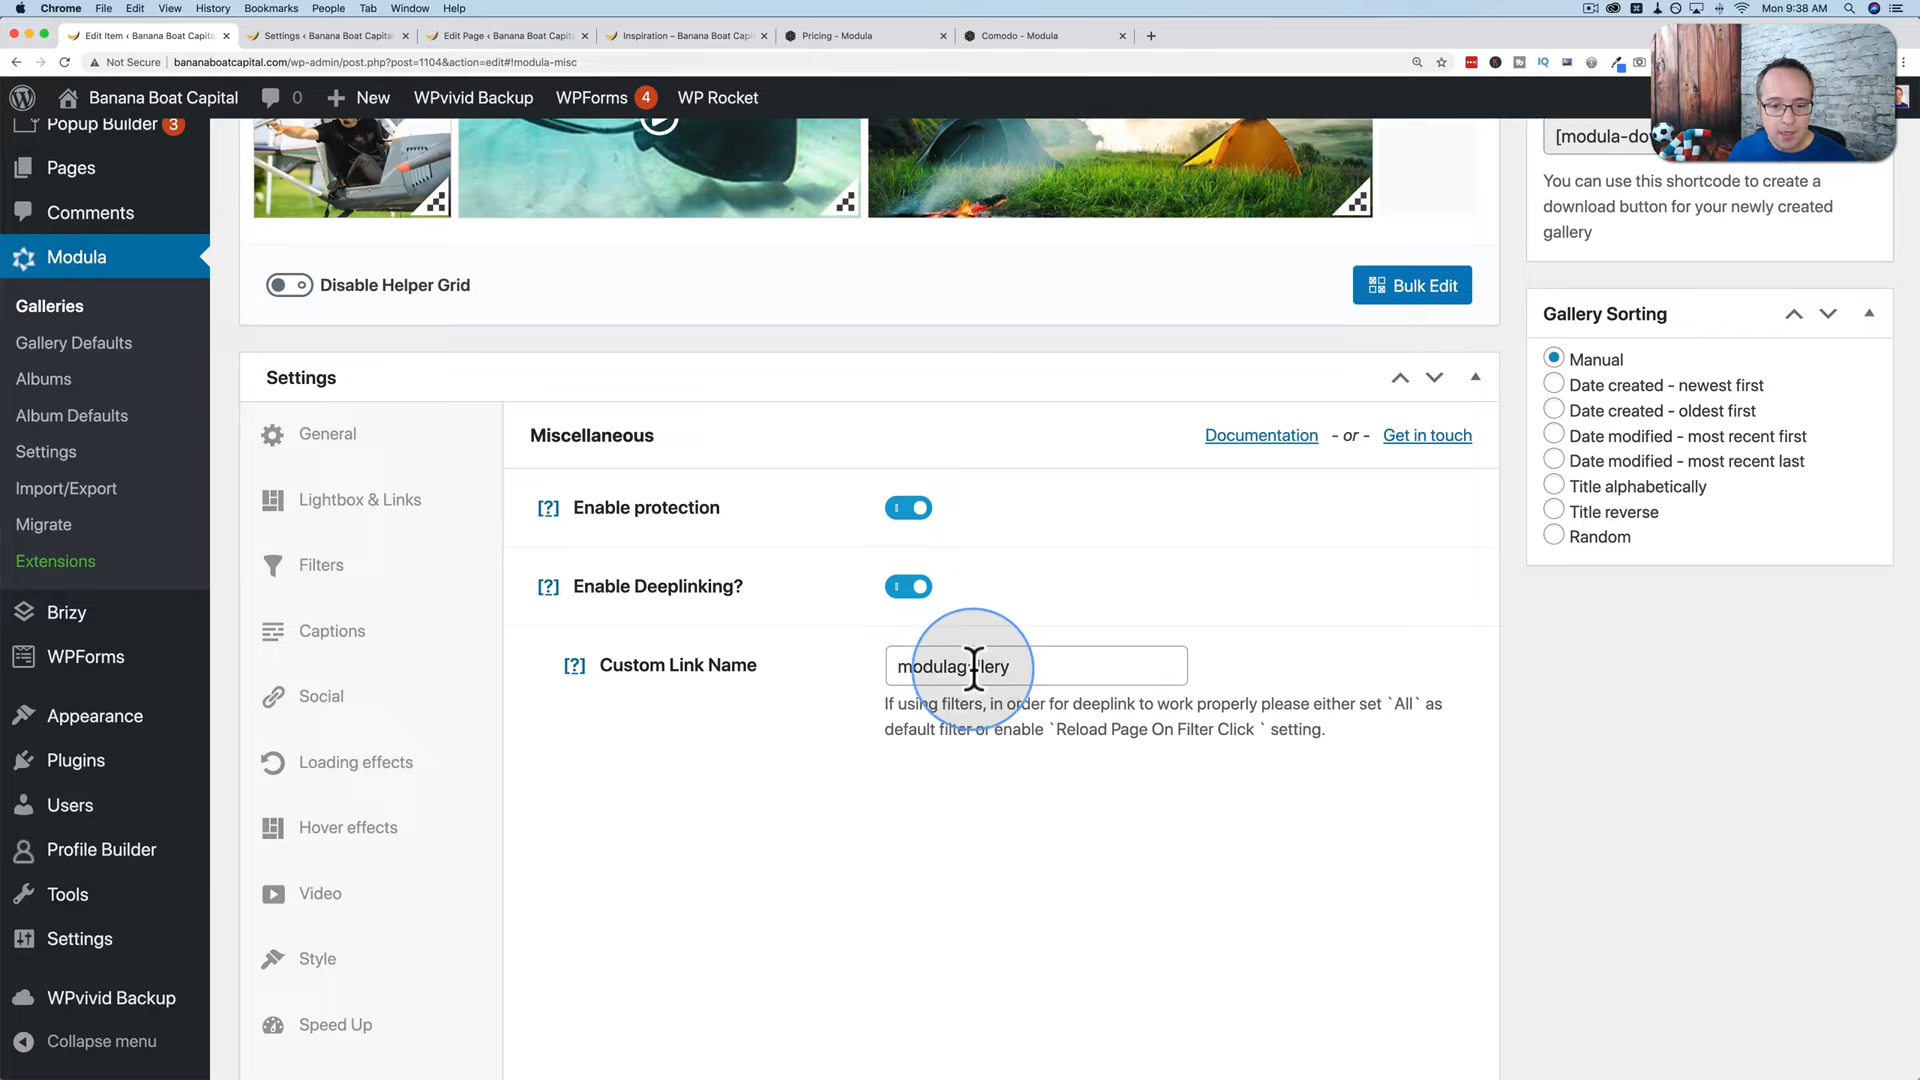 Chrome File Edit View History Bookmarks People Tab Window Help Mon 9:38 AM
Edit Item ‹ Banana Boat Capita
Settings ‹ Banana Boat Capital
Edit Page ‹ Banana Boat Capit
Inspiration – Banana Boat Capi
Pricing - Modula
Comodo - Modula
Not Secure bananaboatcapital.com/wp-admin/post.php?post=1104&action=edit#!modula-misc
IQ
Banana Boat Capital 0 New WPvivid Backup WPForms 4 WP Rocket
Popup Builder 3
Pages
Comments
Modula
Galleries
Gallery Defaults
Albums
Album Defaults
Settings
Import/Export
Migrate
Extensions
Brizy
WPForms
Appearance
Plugins
Users
Profile Builder
Tools
Settings
WPvivid Backup
Collapse menu
Disable Helper Grid
Bulk Edit
Settings
General
Lightbox & Links
Filters
Captions
Social
Loading effects
Hover effects
Video
Style
Speed Up
Miscellaneous
Documentation - or - Get in touch
[?] Enable protection
[?] Enable Deeplinking?
[?] Custom Link Name
modulagallery
If using filters, in order for deeplink to work properly please either set `All` as
default filter or enable `Reload Page On Filter Click ` setting.
[modula-dow
You can use this shortcode to create a
download button for your newly created
gallery
Gallery Sorting
Manual
Date created - newest first
Date created - oldest first
Date modified - most recent first
Date modified - most recent last
Title alphabetically
Title reverse
Random